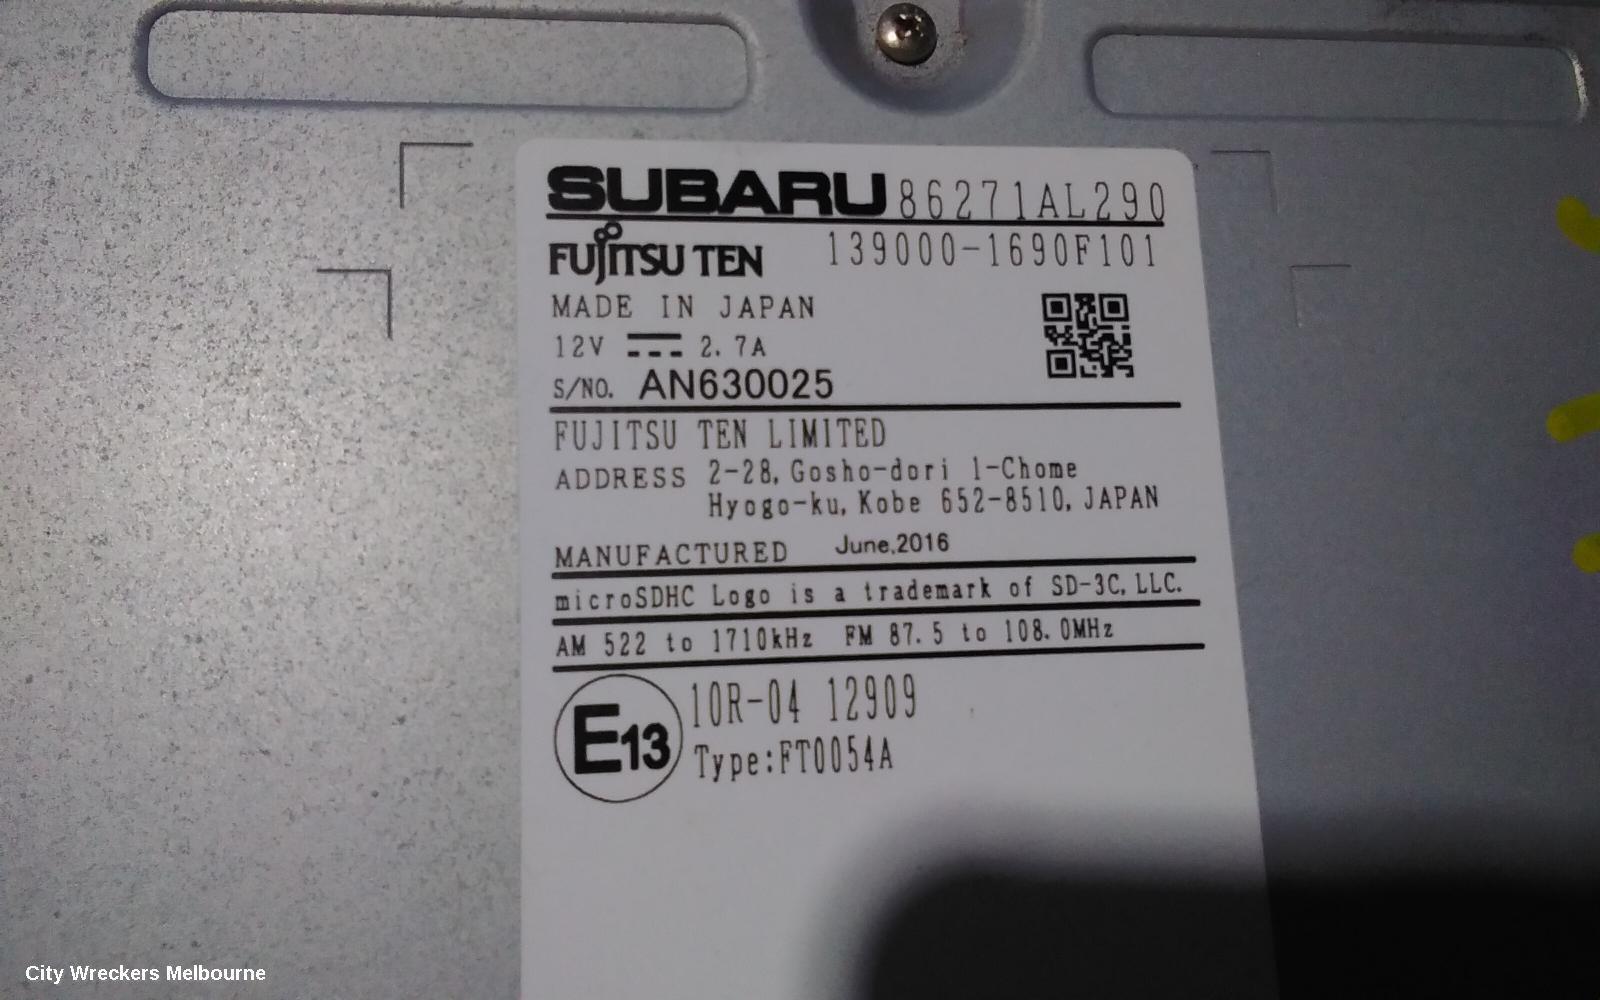 SUBARU 86271AL290
FUJITSU TEN 139000-1690F101
MADE IN JAPAN
12V 2.7A
S/NO. AN630025
FUJITSU TEN LIMITED
ADDRESS 2-28, Gosho-dori 1-Chome
Hyogo-ku, Kobe 652-8510, JAPAN
MANUFACTURED June,2016
microSDHC Logo is a trademark of SD-3C, LLC.
AM 522 to 1710kHz FM 87.5 to 108.0MHz
E13 10R-04 12909
Type:FT0054A
City Wreckers Melbourne